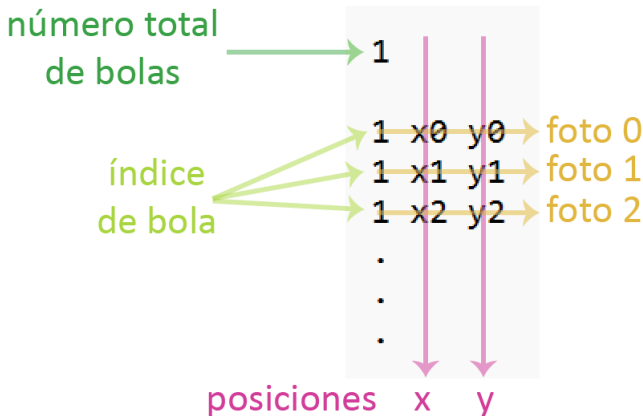 número total
de bolas
1
1 x0 y0 foto 0
1 x1 y1 foto 1
índice
de bola
1 x2 y2 foto 2
.
.
.
posiciones x y